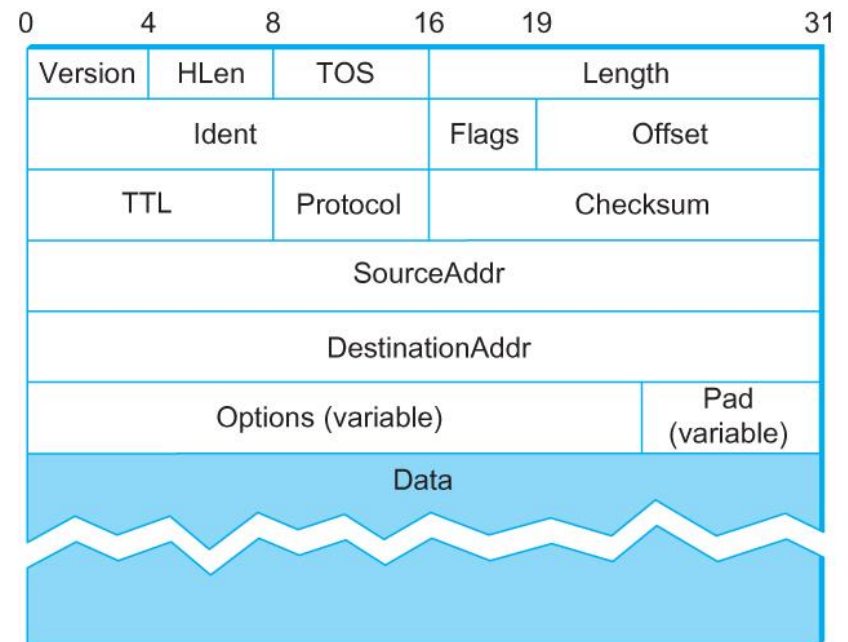 0 4 8 16 19 31
Version HLen TOS Length
Ident Flags Offset
TTL Protocol Checksum
SourceAddr
DestinationAddr
Options (variable) Pad
(variable)
Data